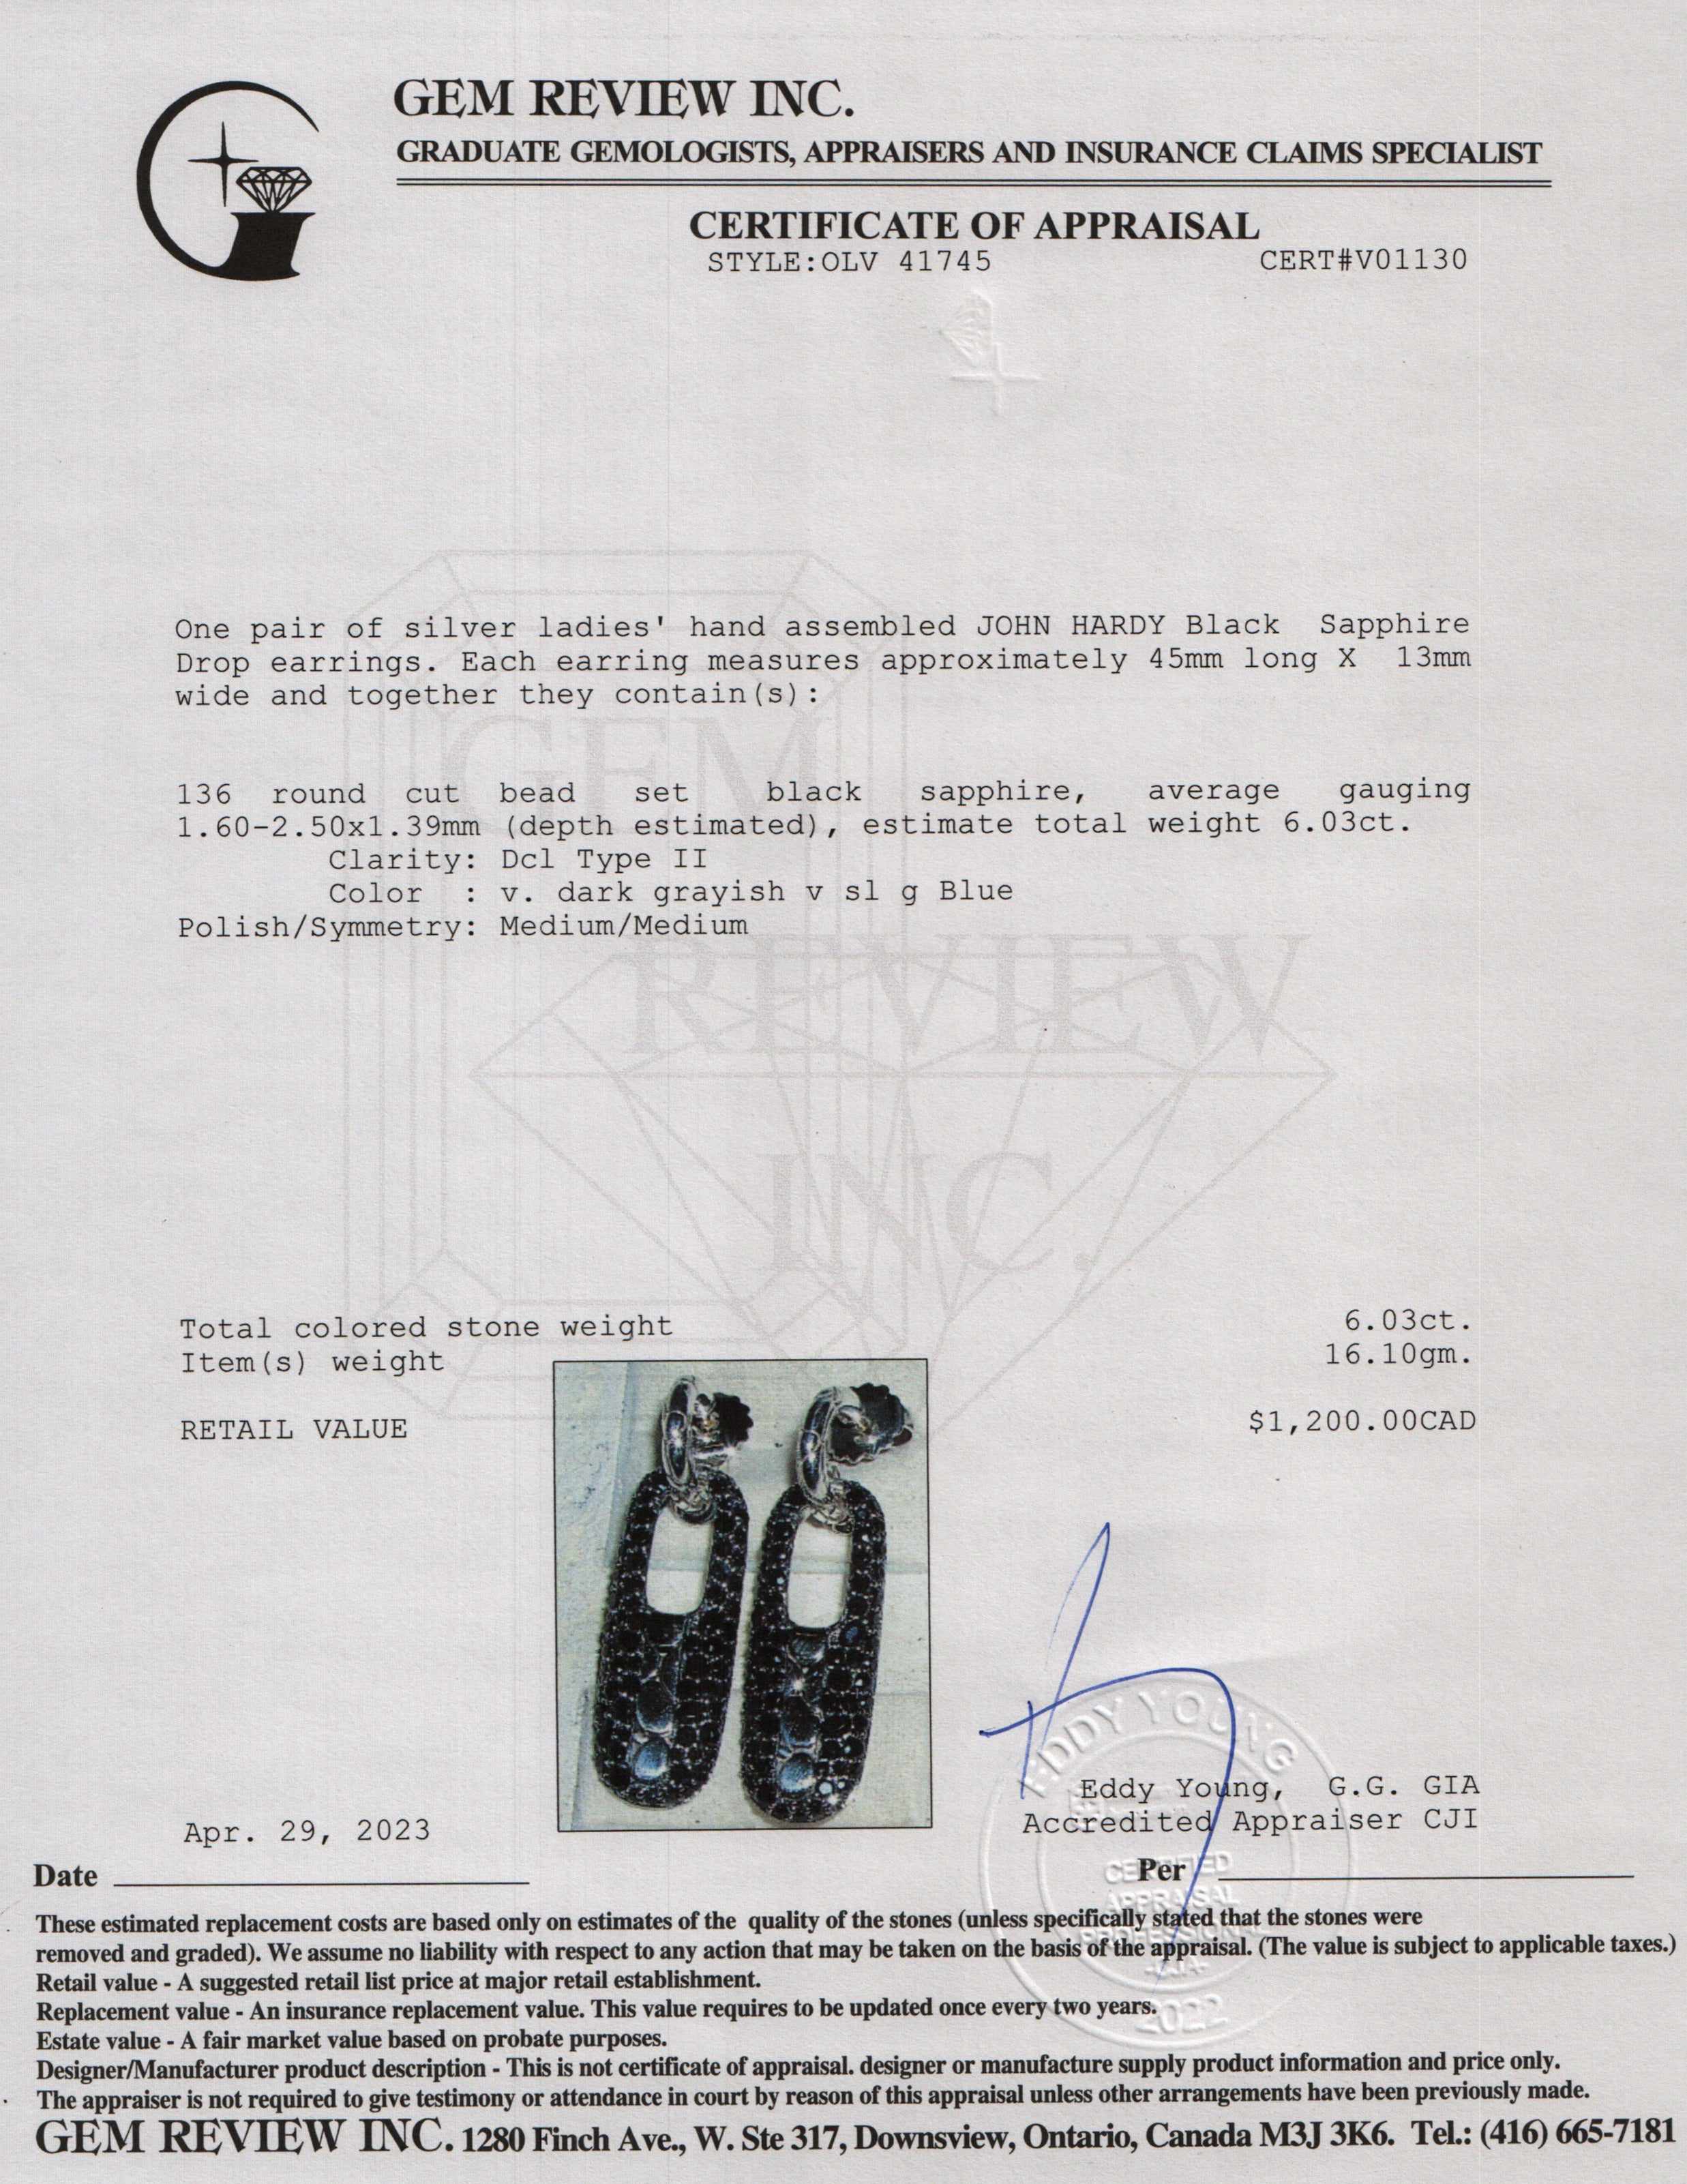 GEM REVIEW INC.
GRADUATE GEMOLOGISTS, APPRAISERS AND INSURANCE CLAIMS SPECIALIST
CERTIFICATE OF APPRAISAL
STYLE:OLV 41745 CERT#V01130
One pair of silver ladies' hand assembled JOHN HARDY Black Sapphire
Drop earrings. Each earring measures approximately 45mm long X 13mm
wide and together they contain(s):
136 round cut bead set black sapphire, average gauging
1.60-2.50x1.39mm (depth estimated), estimate total weight 6.03ct.
Clarity: Dcl Type II
Color : v. dark grayish v sl g Blue
Polish/Symmetry: Medium/Medium
GEM
REVIEW
INC.
Total colored stone weight 6.03ct.
Item(s) weight 16.10gm.
RETAIL VALUE $1,200.00CAD
EDDY YOUNG
Eddy Young, G.G. GIA
Accredited Appraiser CJI
Apr. 29, 2023
CERTIFIED
APPRAISAL
PROFESSIONAL
2022
Date Per
These estimated replacement costs are based only on estimates of the quality of the stones (unless specifically stated that the stones were
removed and graded). We assume no liability with respect to any action that may be taken on the basis of the appraisal. (The value is subject to applicable taxes.)
Retail value - A suggested retail list price at major retail establishment.
Replacement value - An insurance replacement value. This value requires to be updated once every two years.
Estate value - A fair market value based on probate purposes.
Designer/Manufacturer product description - This is not certificate of appraisal. designer or manufacture supply product information and price only.
The appraiser is not required to give testimony or attendance in court by reason of this appraisal unless other arrangements have been previously made.
GEM REVIEW INC. 1280 Finch Ave., W. Ste 317, Downsview, Ontario, Canada M3J 3K6. Tel.: (416) 665-7181